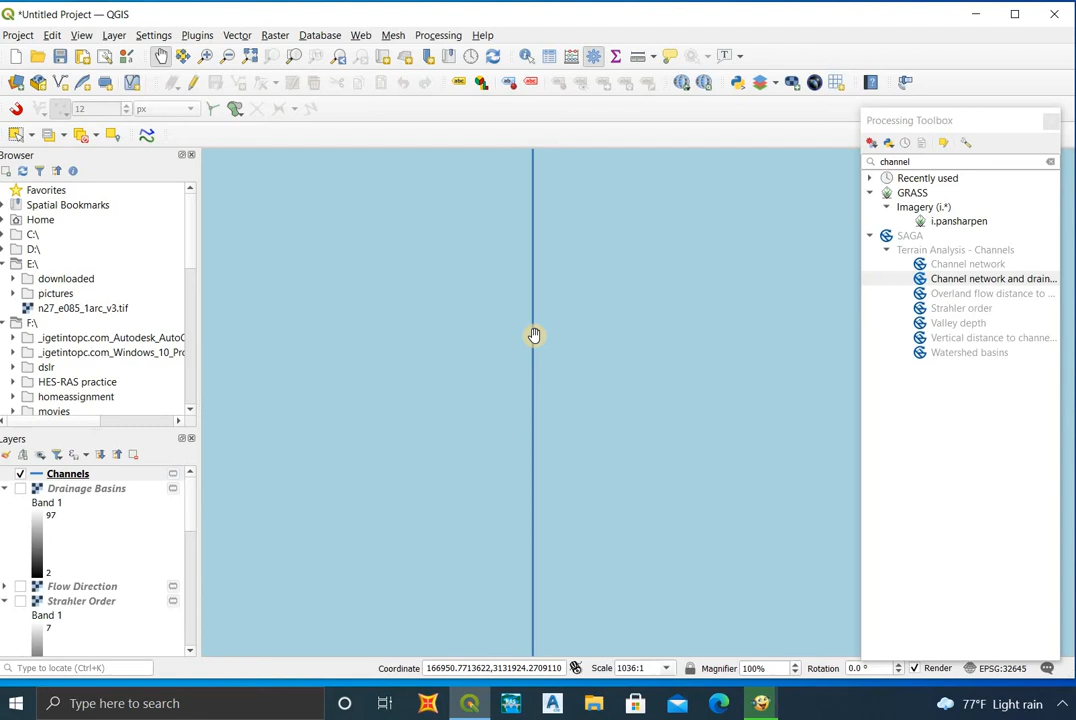 *Untitled Project — QGIS
Project Edit View Layer Settings Plugins Vector Raster Database Web Mesh Processing Help
12 px
Browser
Favorites
Spatial Bookmarks
Home
C:\
D:\
E:\
downloaded
pictures
n27_e085_1arc_v3.tif
F:\
_igetintopc.com_Autodesk_AutoC
_igetintopc.com_Windows_10_Pro
dslr
HES-RAS practice
homeassignment
movies
Layers
Channels
Drainage Basins
Band 1
97
2
Flow Direction
Strahler Order
Band 1
7
Processing Toolbox
channel
Recently used
GRASS
Imagery (i.*)
i.pansharpen
SAGA
Terrain Analysis - Channels
Channel network
Channel network and drain...
Overland flow distance to ...
Strahler order
Valley depth
Vertical distance to channe...
Watershed basins
Type to locate (Ctrl+K)
Coordinate 166950.7713622,3131924.2709110 Scale 1036:1 Magnifier 100% Rotation 0.0 ° Render EPSG:32645
Type here to search
77°F Light rain